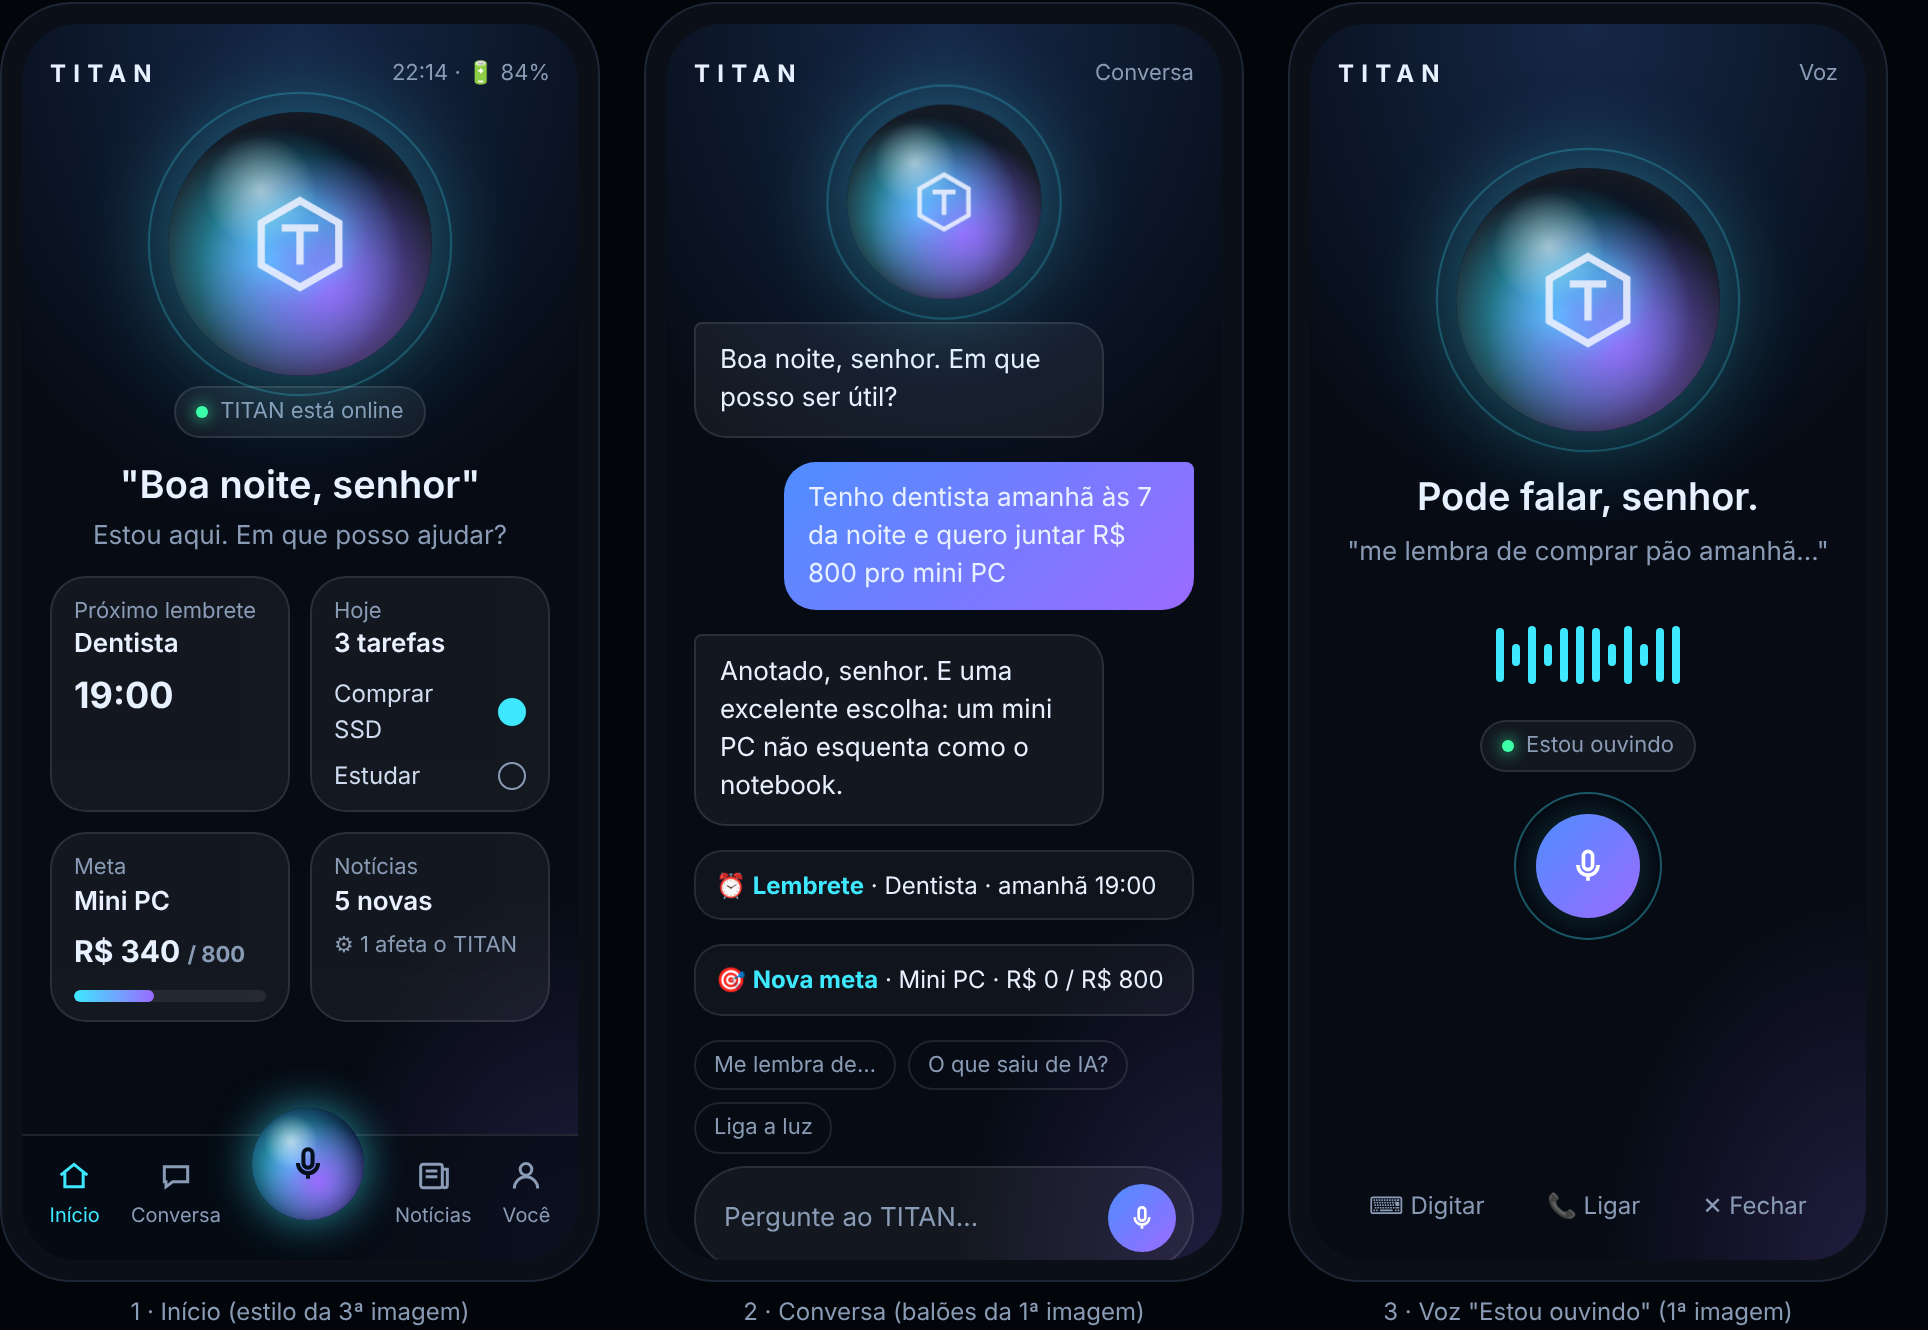 TITAN
22:14 · 🔋 84%
T
TITAN está online
"Boa noite, senhor"
Estou aqui. Em que posso ajudar?
Próximo lembrete
Dentista
19:00
Hoje
3 tarefas
Comprar
SSD
Estudar
Meta
Mini PC
R$ 340 / 800
Notícias
5 novas
⚙ 1 afeta o TITAN
Início
Conversa
Notícias
Você
1 · Início (estilo da 3ª imagem)
TITAN
Conversa
T
Boa noite, senhor. Em que
posso ser útil?
Tenho dentista amanhã às 7
da noite e quero juntar R$
800 pro mini PC
Anotado, senhor. E uma
excelente escolha: um mini
PC não esquenta como o
notebook.
⏰ Lembrete · Dentista · amanhã 19:00
🎯 Nova meta · Mini PC · R$ 0 / R$ 800
Me lembra de...
O que saiu de IA?
Liga a luz
Pergunte ao TITAN...
2 · Conversa (balões da 1ª imagem)
TITAN
Voz
T
Pode falar, senhor.
"me lembra de comprar pão amanhã..."
Estou ouvindo
⌨ Digitar
📞 Ligar
✕ Fechar
3 · Voz "Estou ouvindo" (1ª imagem)